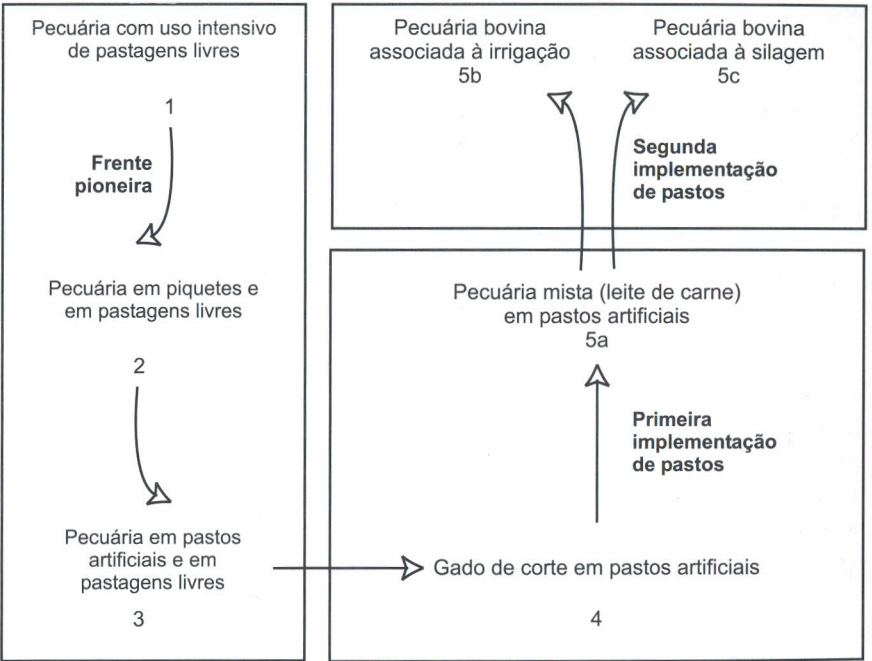 Pecuária com uso intensivo
de pastagens livres
1
Frente
pioneira
Pecuária em piquetes e
em pastagens livres
2
Pecuária em pastos
artificiais e em
pastagens livres
3
Pecuária bovina
associada à irrigação
5b
Pecuária bovina
associada à silagem
5c
Segunda
implementação
de pastos
Pecuária mista (leite de carne)
em pastos artificiais
5a
Primeira
implementação
de pastos
Gado de corte em pastos artificiais
4